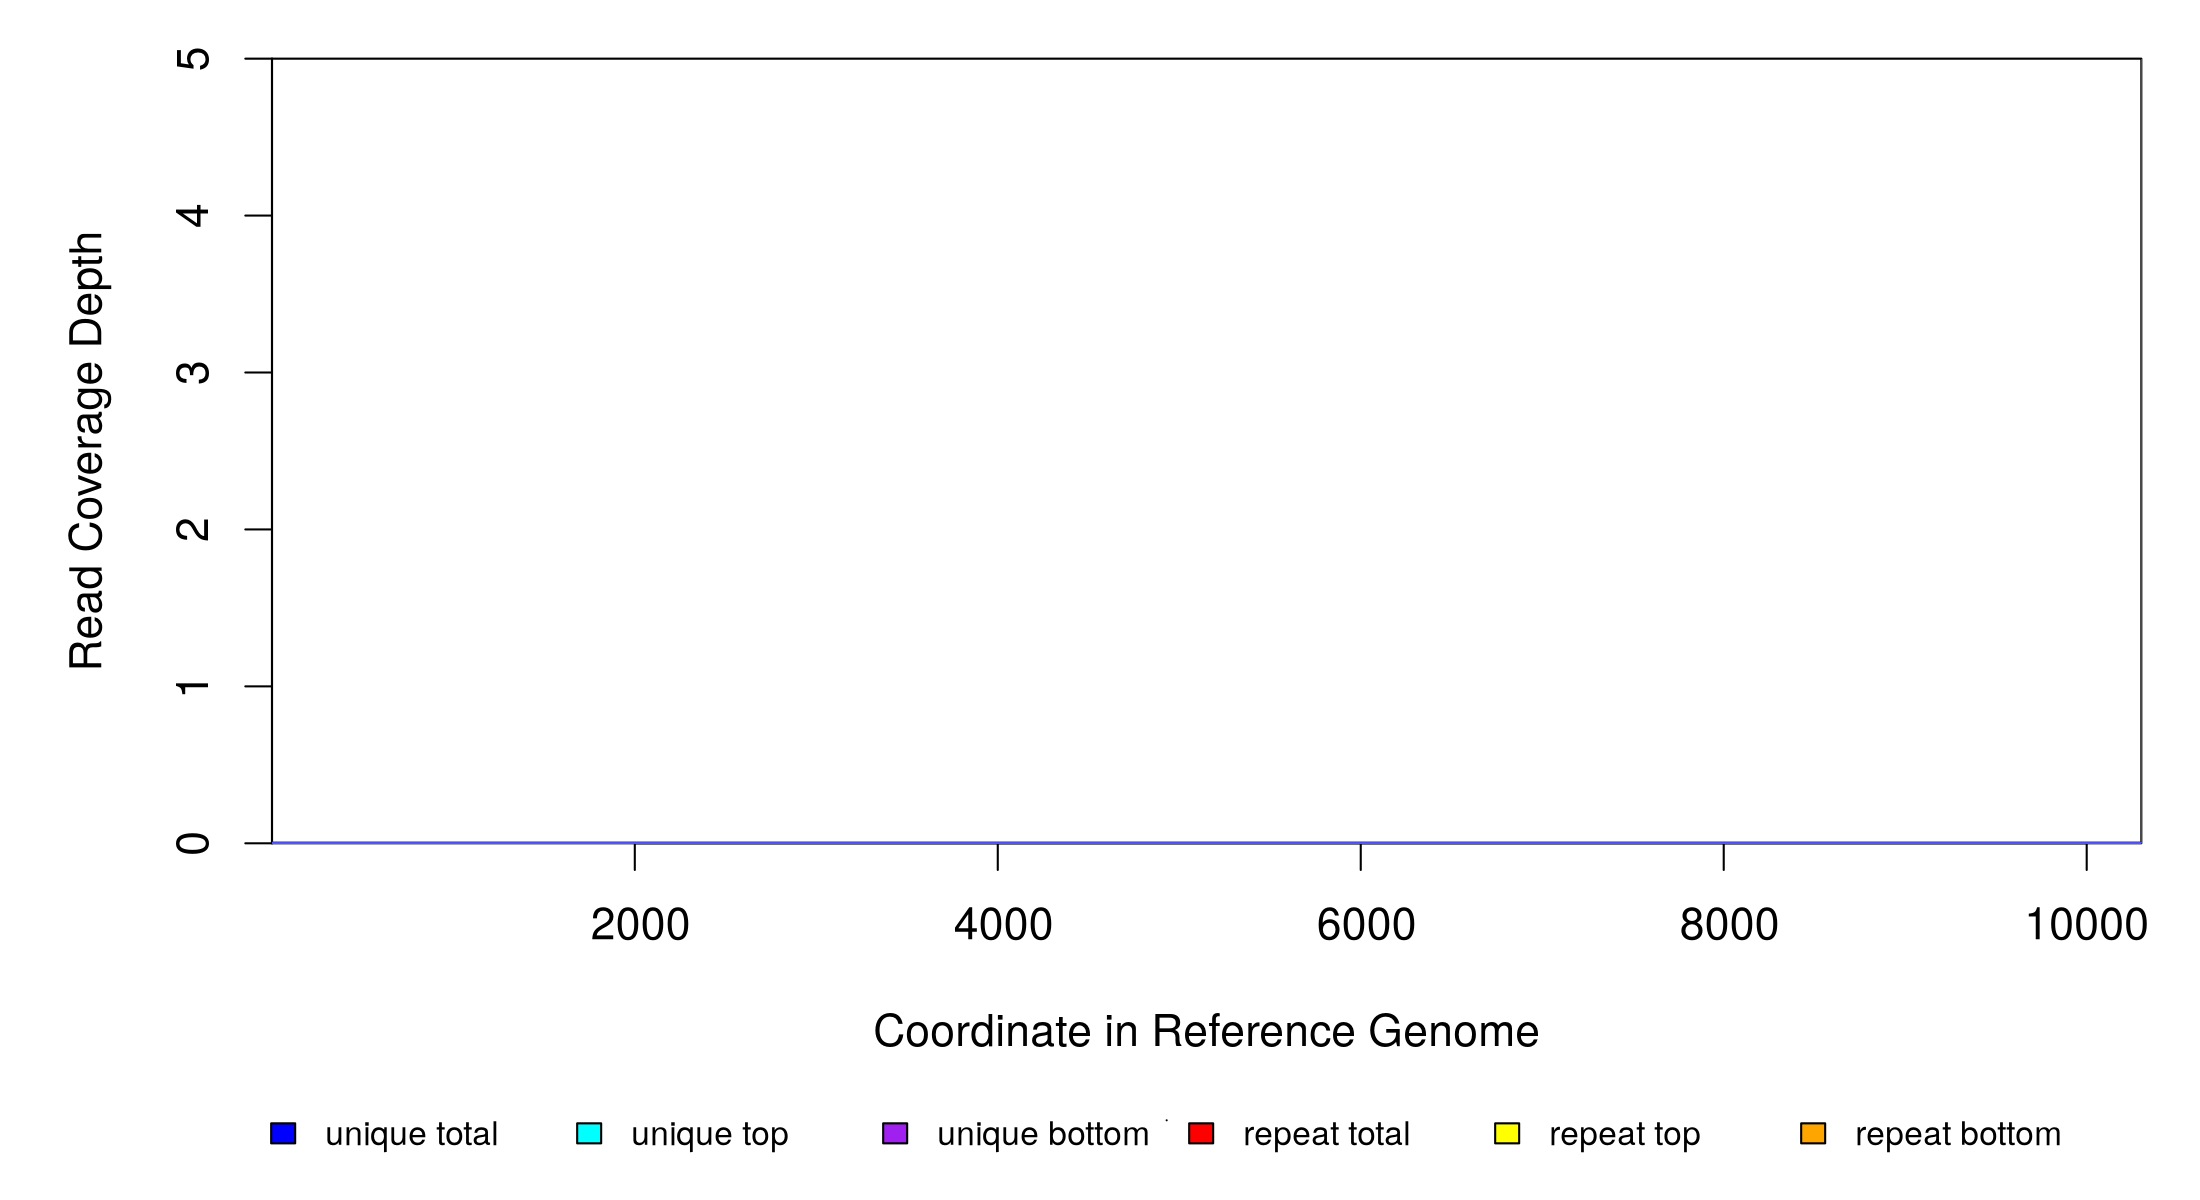 5
4
3
2
1
0
Read Coverage Depth
2000 4000 6000 8000 10000
Coordinate in Reference Genome
unique total unique top unique bottom repeat total repeat top repeat bottom